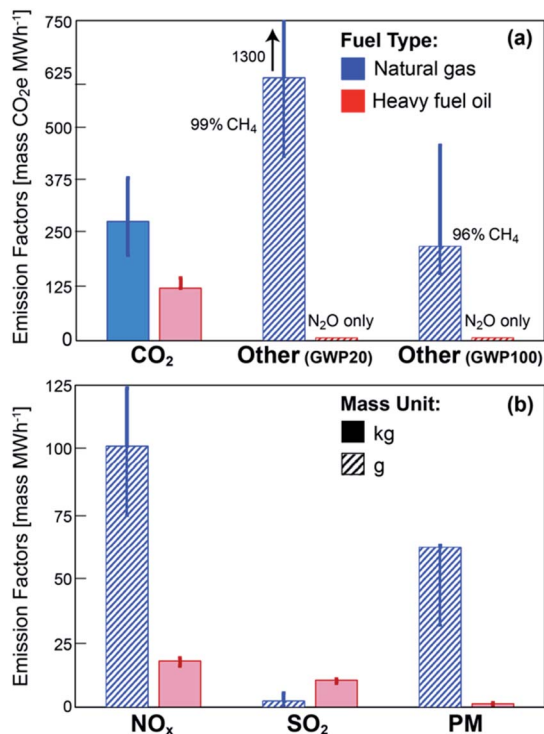 Emission Factors [mass CO₂e MWh⁻¹]
750
625
500
375
250
125
0
(a)
Fuel Type:
Natural gas
Heavy fuel oil
1300
99% CH₄
96% CH₄
N₂O only
N₂O only
CO₂
Other (GWP20)
Other (GWP100)
Emission Factors [mass MWh⁻¹]
125
100
75
50
25
0
(b)
Mass Unit:
kg
g
NOₓ
SO₂
PM